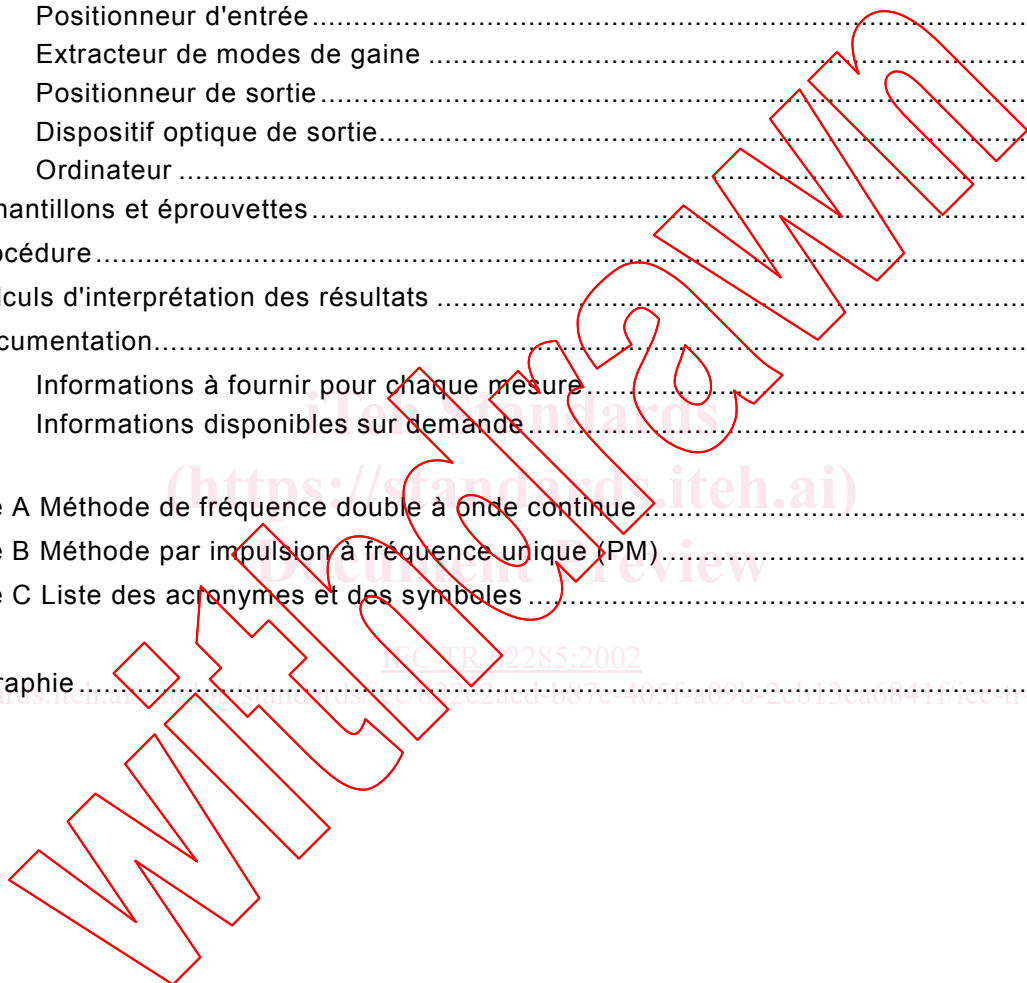 Positionneur d'entrée
Extracteur de modes de gaine
Positionneur de sortie
Dispositif optique de sortie
Ordinateur
hantillons et éprouvettes
océdure
lculs d'interprétation des résultats
cumentation
Informations à fournir pour chaque mesure
Informations disponibles sur demande
iTeh Standards
(https://standards.iteh.ai)
e A Méthode de fréquence double à onde continue
e B Méthode par impulsion à fréquence unique (PM)
Document Preview
e C Liste des acronymes et des symboles
IEC TR 62285:2002
raphie
withdrawn